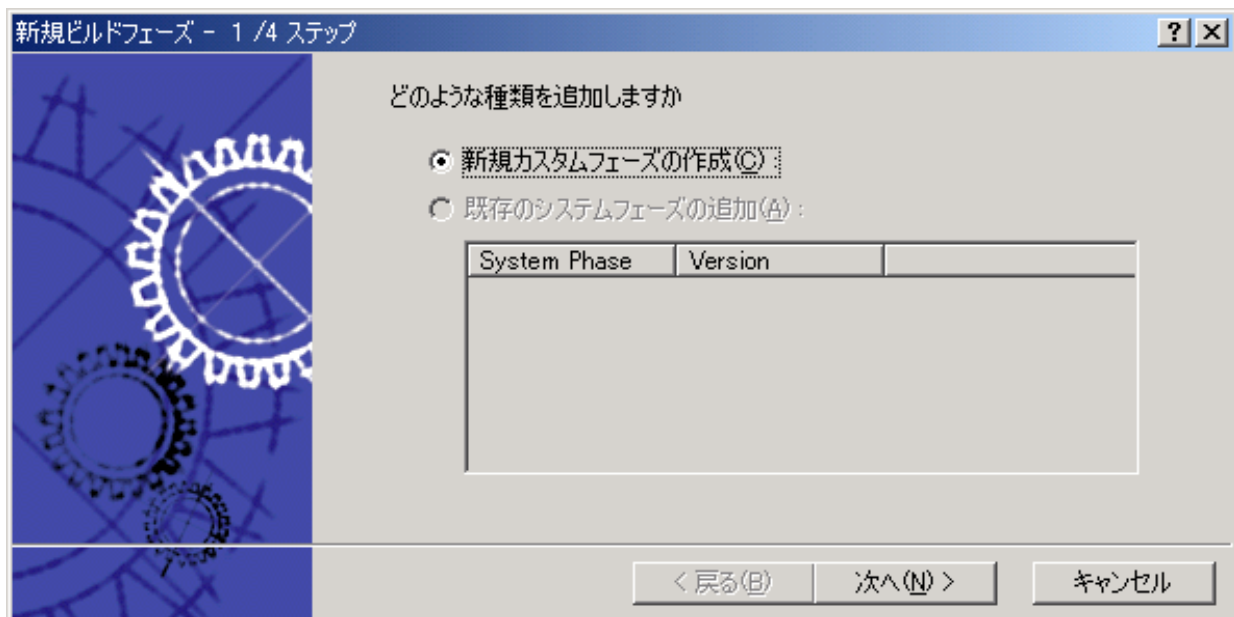 新規ビルドフェーズ - 1 /4 ステップ
どのような種類を追加しますか
新規カスタムフェーズの作成(C) :
既存のシステムフェーズの追加(A) :
System Phase Version
< 戻る(B) 次へ(N) > キャンセル